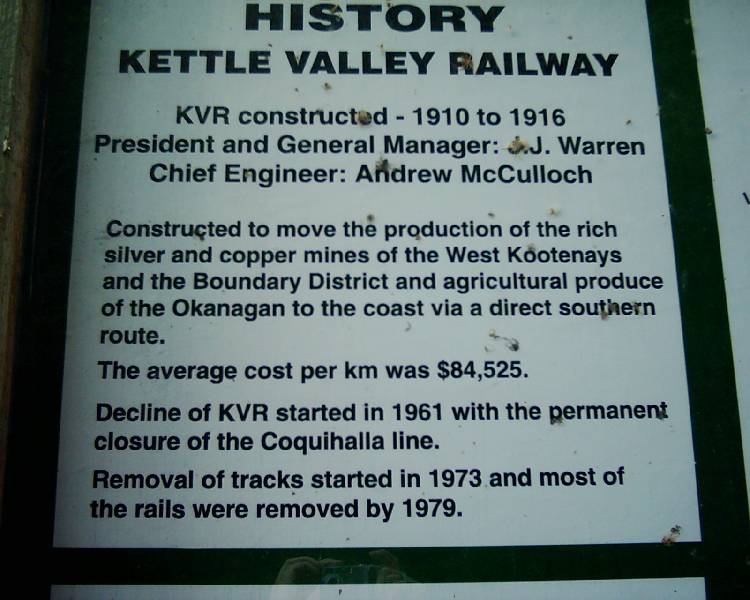 HISTORY
KETTLE VALLEY RAILWAY
KVR constructed - 1910 to 1916
President and General Manager: J.J. Warren
Chief Engineer: Andrew McCulloch
Constructed to move the production of the rich
silver and copper mines of the West Kootenays
and the Boundary District and agricultural produce
of the Okanagan to the coast via a direct southern
route.
The average cost per km was $84,525.
Decline of KVR started in 1961 with the permanent
closure of the Coquihalla line.
Removal of tracks started in 1973 and most of
the rails were removed by 1979.